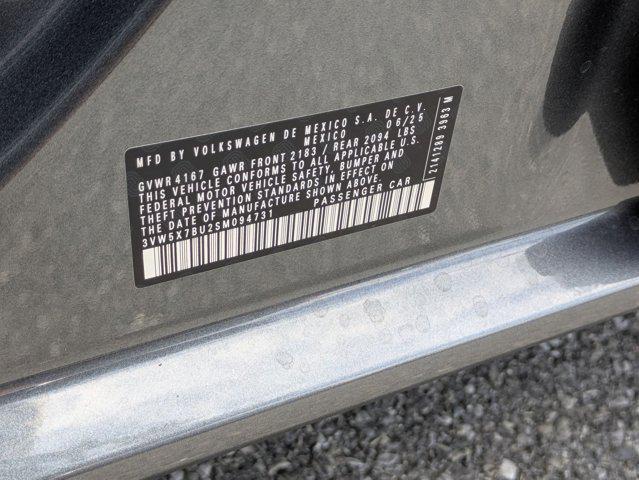 MFD BY VOLKSWAGEN DE MEXICO S.A. DE C.V.
MEXICO 06/25
GVWR 4167 GAWR FRONT 2183 / REAR 2094 LBS
THIS VEHICLE CONFORMS TO ALL APPLICABLE U.S.
FEDERAL MOTOR VEHICLE SAFETY, BUMPER AND
THEFT PREVENTION STANDARDS IN EFFECT ON
THE DATE OF MANUFACTURE SHOWN ABOVE.
3VW5X7BU2SM094731 PASSENGER CAR
2141289 3963 M